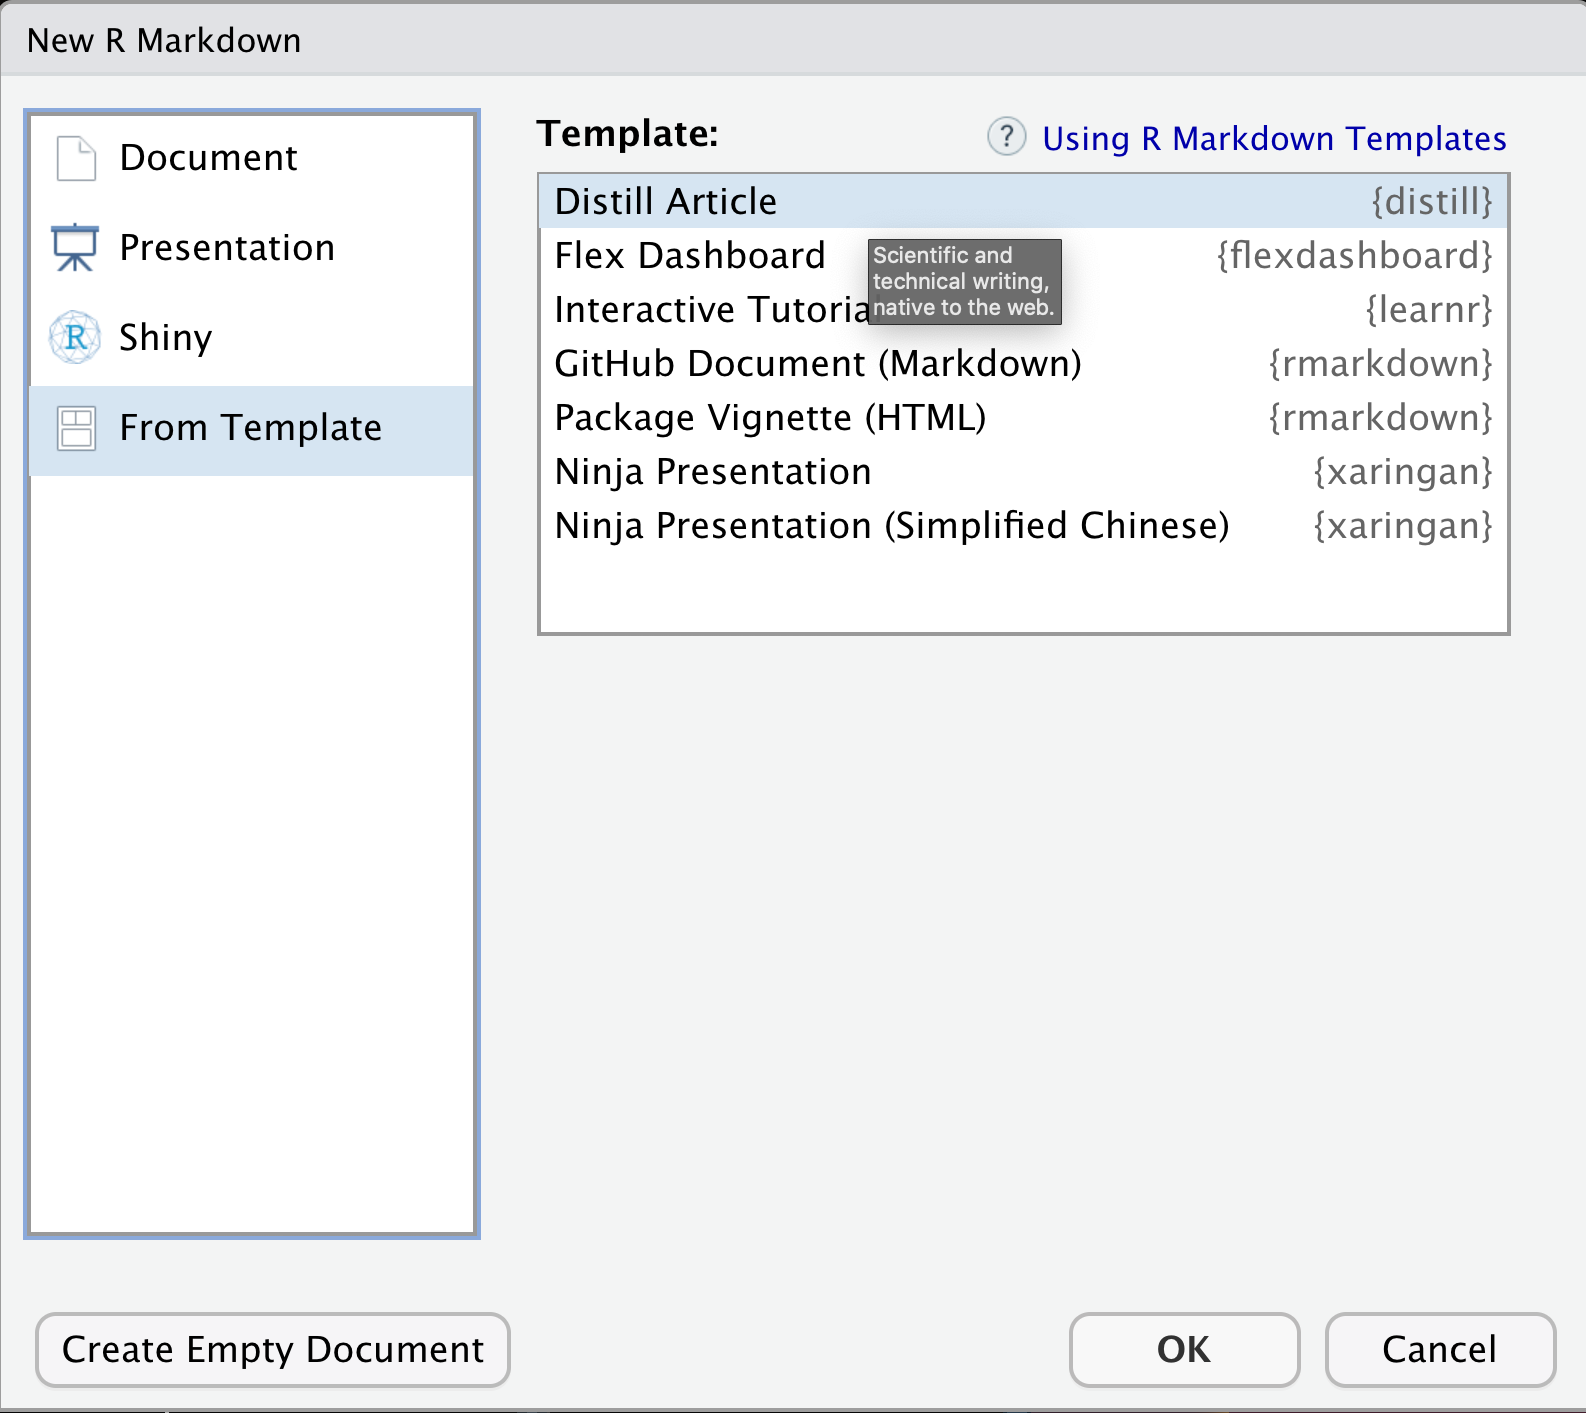 New R Markdown
Document
Presentation
R
Shiny
From Template
Template:
? Using R Markdown Templates
Distill Article {distill}
Flex Dashboard {flexdashboard}
Scientific and
technical writing,
native to the web.
Interactive Tutorial {learnr}
GitHub Document (Markdown) {rmarkdown}
Package Vignette (HTML) {rmarkdown}
Ninja Presentation {xaringan}
Ninja Presentation (Simplified Chinese) {xaringan}
Create Empty Document
OK
Cancel